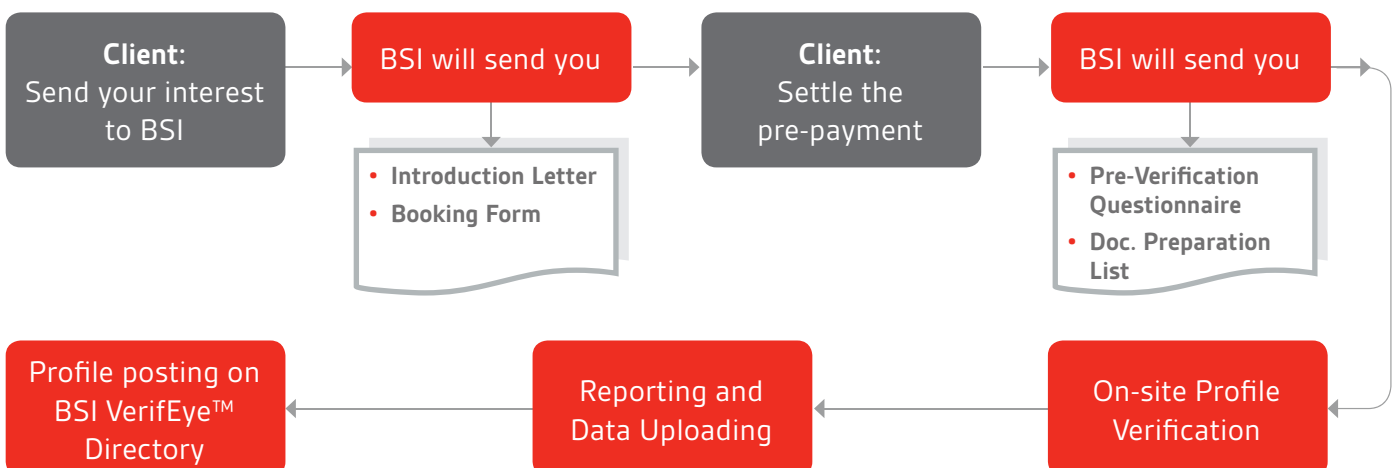 Client:
Send your interest
to BSI
BSI will send you
• Introduction Letter
• Booking Form
Client:
Settle the
pre-payment
BSI will send you
• Pre-Verification
Questionnaire
• Doc. Preparation
List
On-site Profile
Verification
Reporting and
Data Uploading
Profile posting on
BSI VerifEye™
Directory